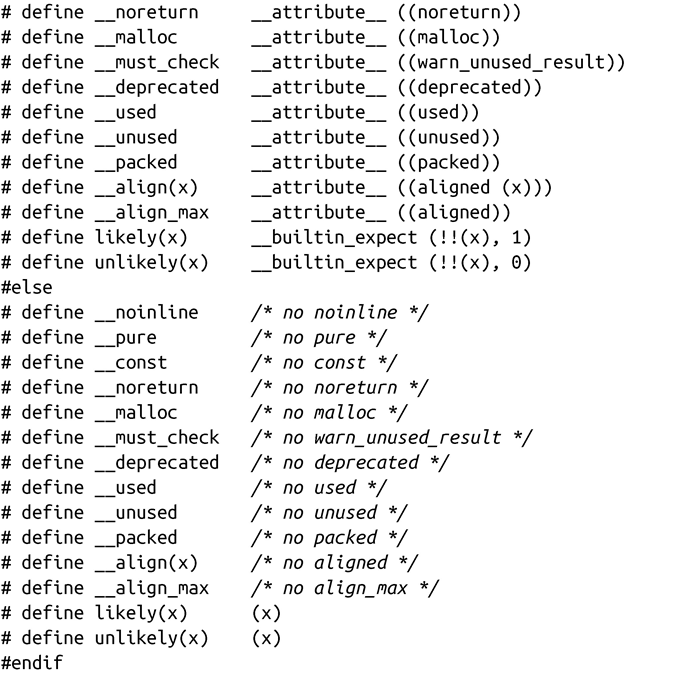 # define __noreturn     __attribute__ ((noreturn))
# define __malloc       __attribute__ ((malloc))
# define __must_check   __attribute__ ((warn_unused_result))
# define __deprecated   __attribute__ ((deprecated))
# define __used         __attribute__ ((used))
# define __unused       __attribute__ ((unused))
# define __packed       __attribute__ ((packed))
# define __align(x)     __attribute__ ((aligned (x)))
# define __align_max    __attribute__ ((aligned))
# define likely(x)      __builtin_expect (!!(x), 1)
# define unlikely(x)    __builtin_expect (!!(x), 0)
#else
# define __noinline     /* no noinline */
# define __pure         /* no pure */
# define __const        /* no const */
# define __noreturn     /* no noreturn */
# define __malloc       /* no malloc */
# define __must_check   /* no warn_unused_result */
# define __deprecated   /* no deprecated */
# define __used         /* no used */
# define __unused       /* no unused */
# define __packed       /* no packed */
# define __align(x)     /* no aligned */
# define __align_max    /* no align_max */
# define likely(x)      (x)
# define unlikely(x)    (x)
#endif